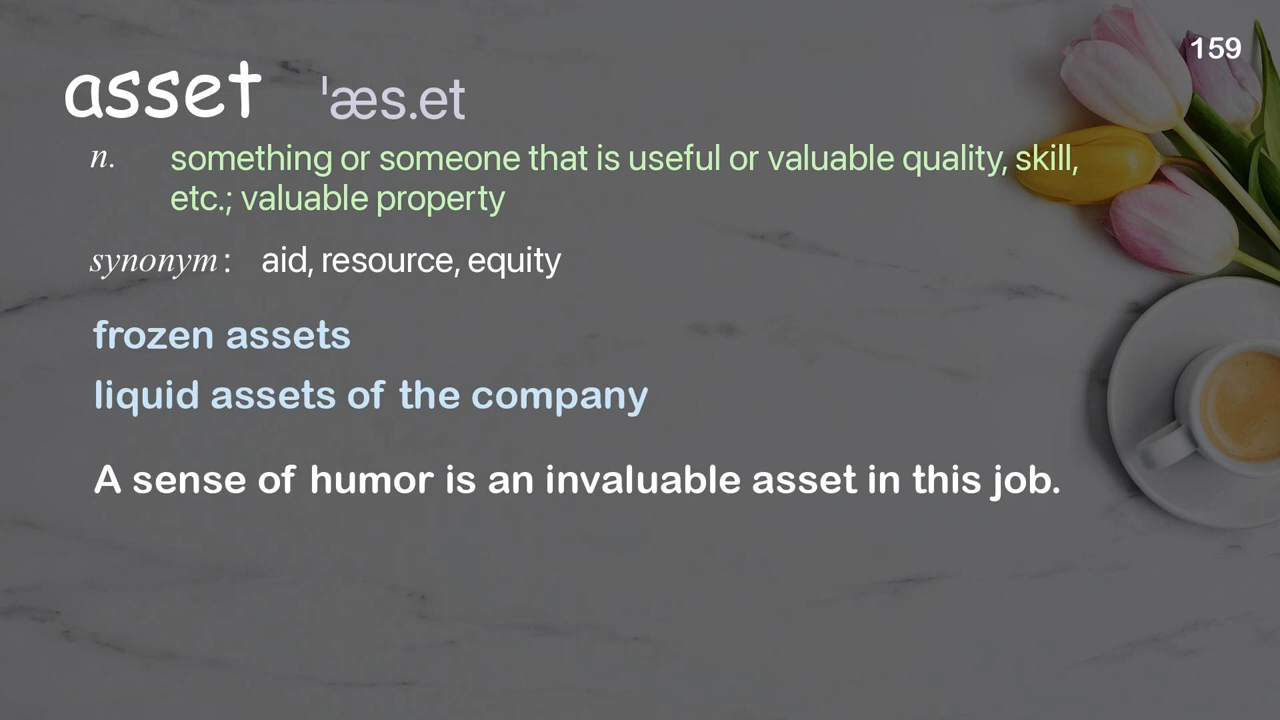 159
asset ˈæs.et
n. something or someone that is useful or valuable quality, skill,
etc.; valuable property
synonym: aid, resource, equity
frozen assets
liquid assets of the company
A sense of humor is an invaluable asset in this job.